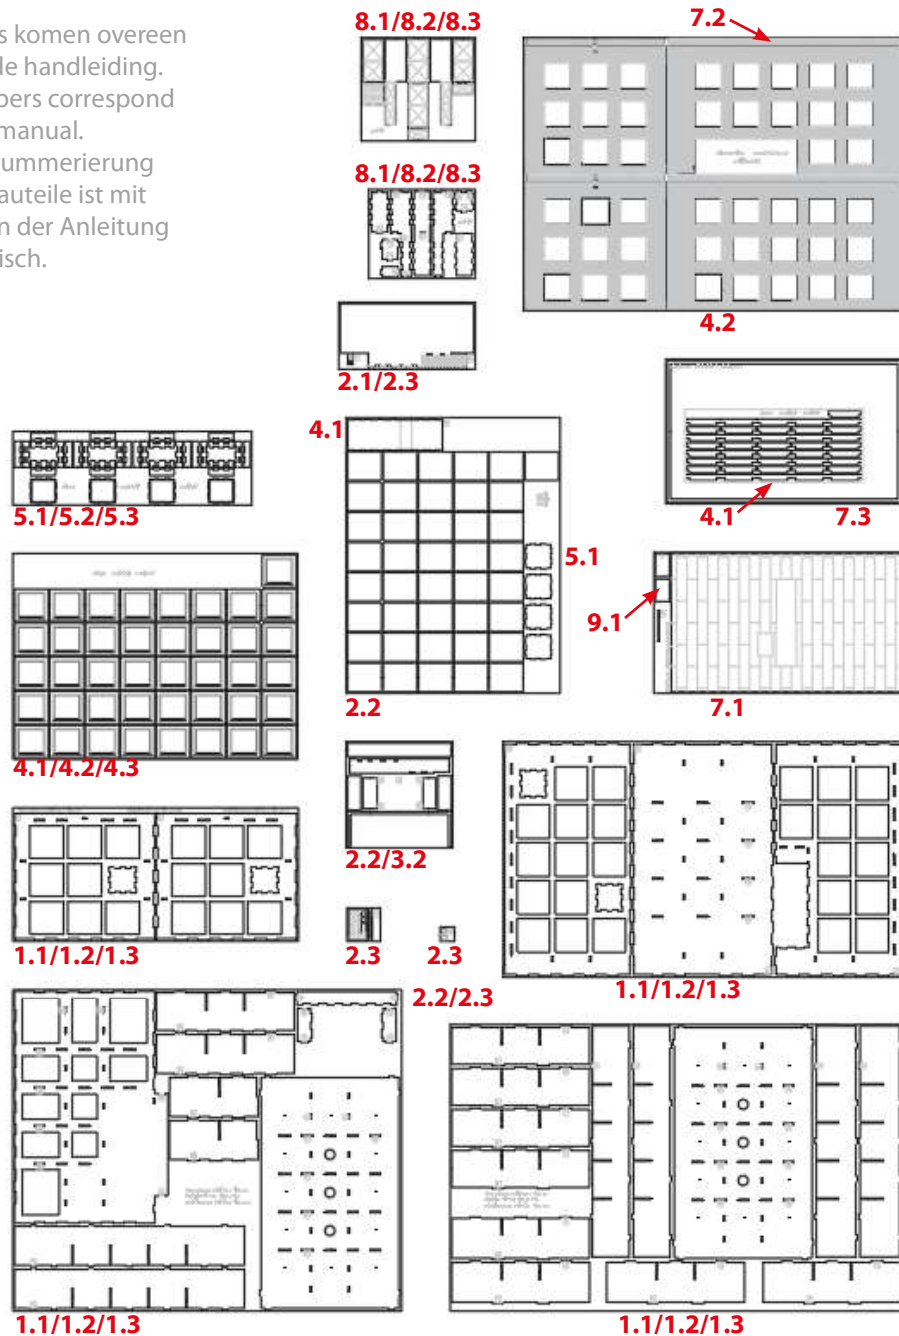 s komen overeen
de handleiding.
bers correspond
manual.
ummerierung
auteile ist mit
n der Anleitung
isch.
8.1/8.2/8.3
7.2
8.1/8.2/8.3
4.2
2.1/2.3
4.1
5.1/5.2/5.3
4.1
7.3
5.1
9.1
2.2
7.1
4.1/4.2/4.3
2.2/3.2
1.1/1.2/1.3
2.3
2.3
1.1/1.2/1.3
2.2/2.3
1.1/1.2/1.3
1.1/1.2/1.3